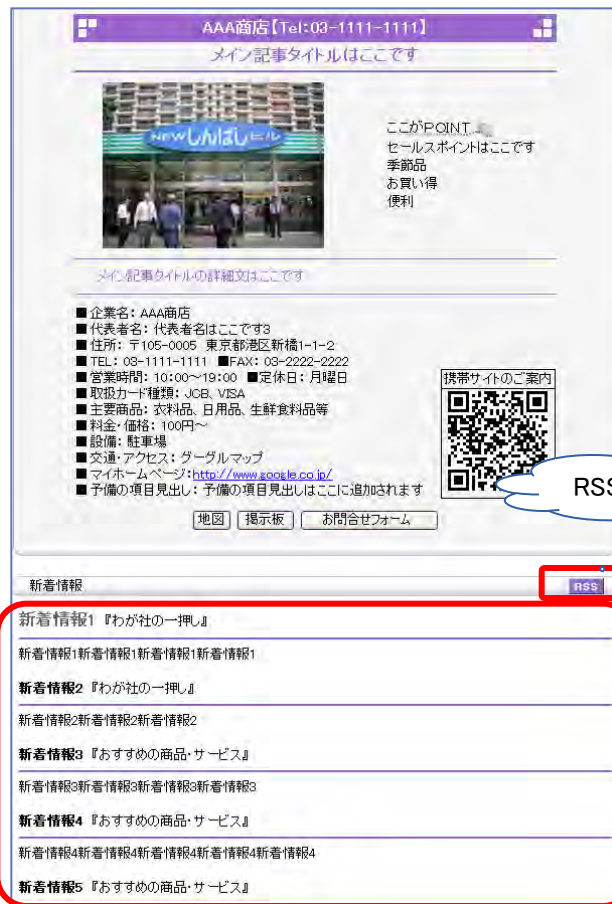 AAA商店【Tel:03-1111-1111】
メイン記事タイトルはここです
NEWしんばしビル
ここがPOINT
セールスポイントはここです
季節品
お買い得
便利
メイン記事タイトルの詳細文はここです
■企業名: AAA商店
■代表者名: 代表者名はここです3
■住所: 〒105-0005 東京都港区新橋1-1-2
■TEL: 03-1111-1111 ■FAX: 03-2222-2222
■営業時間: 10:00～19:00 ■定休日: 月曜日
■取扱カード種類: JCB、VISA
■主要商品: 衣料品、日用品、生鮮食料品等
■料金・価格: 100円～
■設備: 駐車場
■交通・アクセス: グーグルマップ
■マイホームページ:http://www.google.co.jp/
■予備の項目見出し: 予備の項目見出しはここに追加されます
携帯サイトのご案内
RSS
地図 掲示板 お問合せフォーム
新着情報 RSS
新着情報1『わが社の一押し』
新着情報1新着情報1新着情報1新着情報1
新着情報2『わが社の一押し』
新着情報2新着情報2新着情報2
新着情報3『おすすめの商品・サービス』
新着情報3新着情報3新着情報3新着情報3
新着情報4『おすすめの商品・サービス』
新着情報4新着情報4新着情報4新着情報4新着情報4
新着情報5『おすすめの商品・サービス』